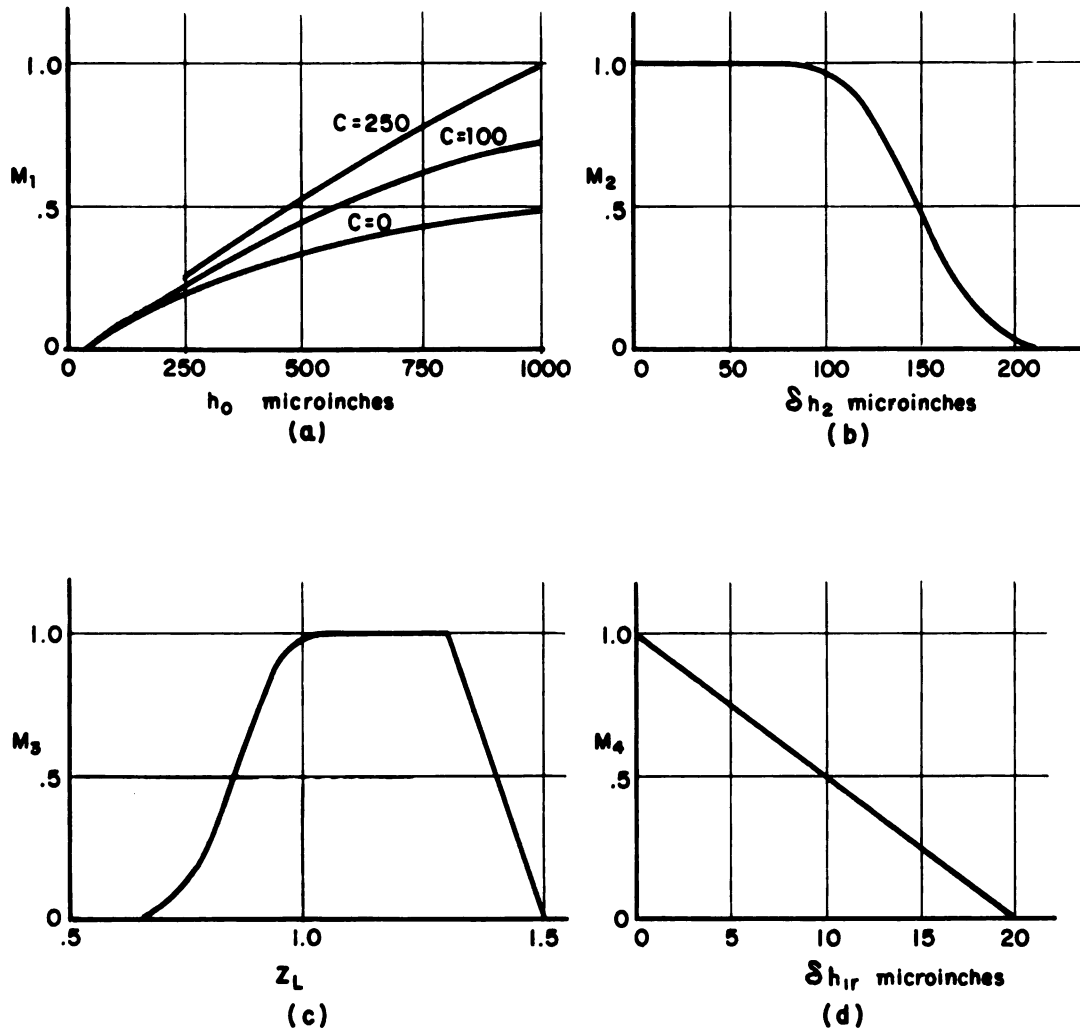 1.0
C=250
C=100
M₁
.5
C=0
0
0 250 500 750 1000
h₀ microinches
(a)
1.0
M₂
.5
0
0 50 100 150 200
δh₂ microinches
(b)
1.0
M₃
.5
0
.5 1.0 1.5
Z_L
(c)
1.0
M₄
.5
0
0 5 10 15 20
δh₁ᵣ microinches
(d)